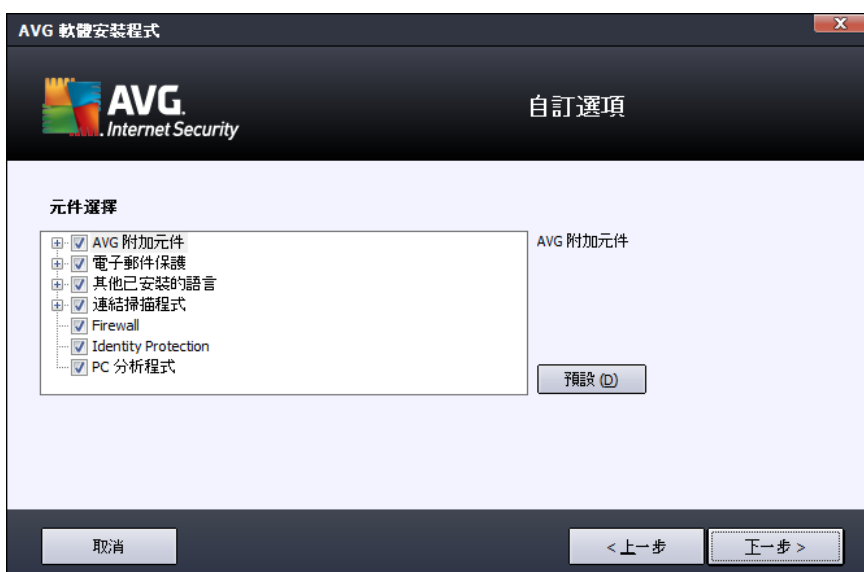 AVG 軟體安裝程式
X
AVG.
Internet Security
自訂選項
元件選擇
AVG 附加元件
電子郵件保護
其他已安裝的語言
連結掃描程式
Firewall
Identity Protection
PC 分析程式
AVG 附加元件
預設 (D)
取消
<上一步
下一步>